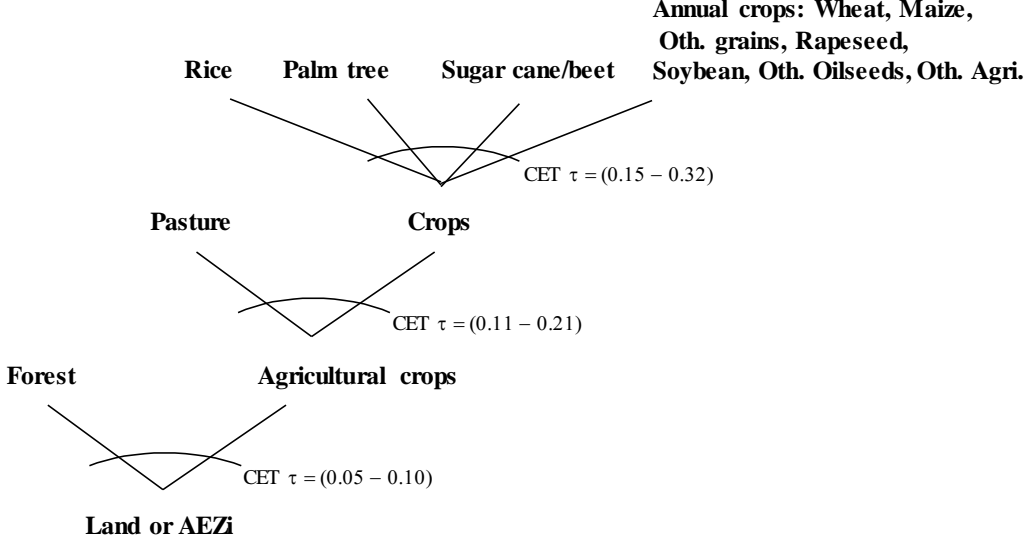 Annual crops: Wheat, Maize,
Oth. grains, Rapeseed,
Rice Palm tree Sugar cane/beet Soybean, Oth. Oilseeds, Oth. Agri.
CET τ = (0.15 – 0.32)
Pasture Crops
CET τ = (0.11 – 0.21)
Forest Agricultural crops
CET τ = (0.05 – 0.10)
Land or AEZi